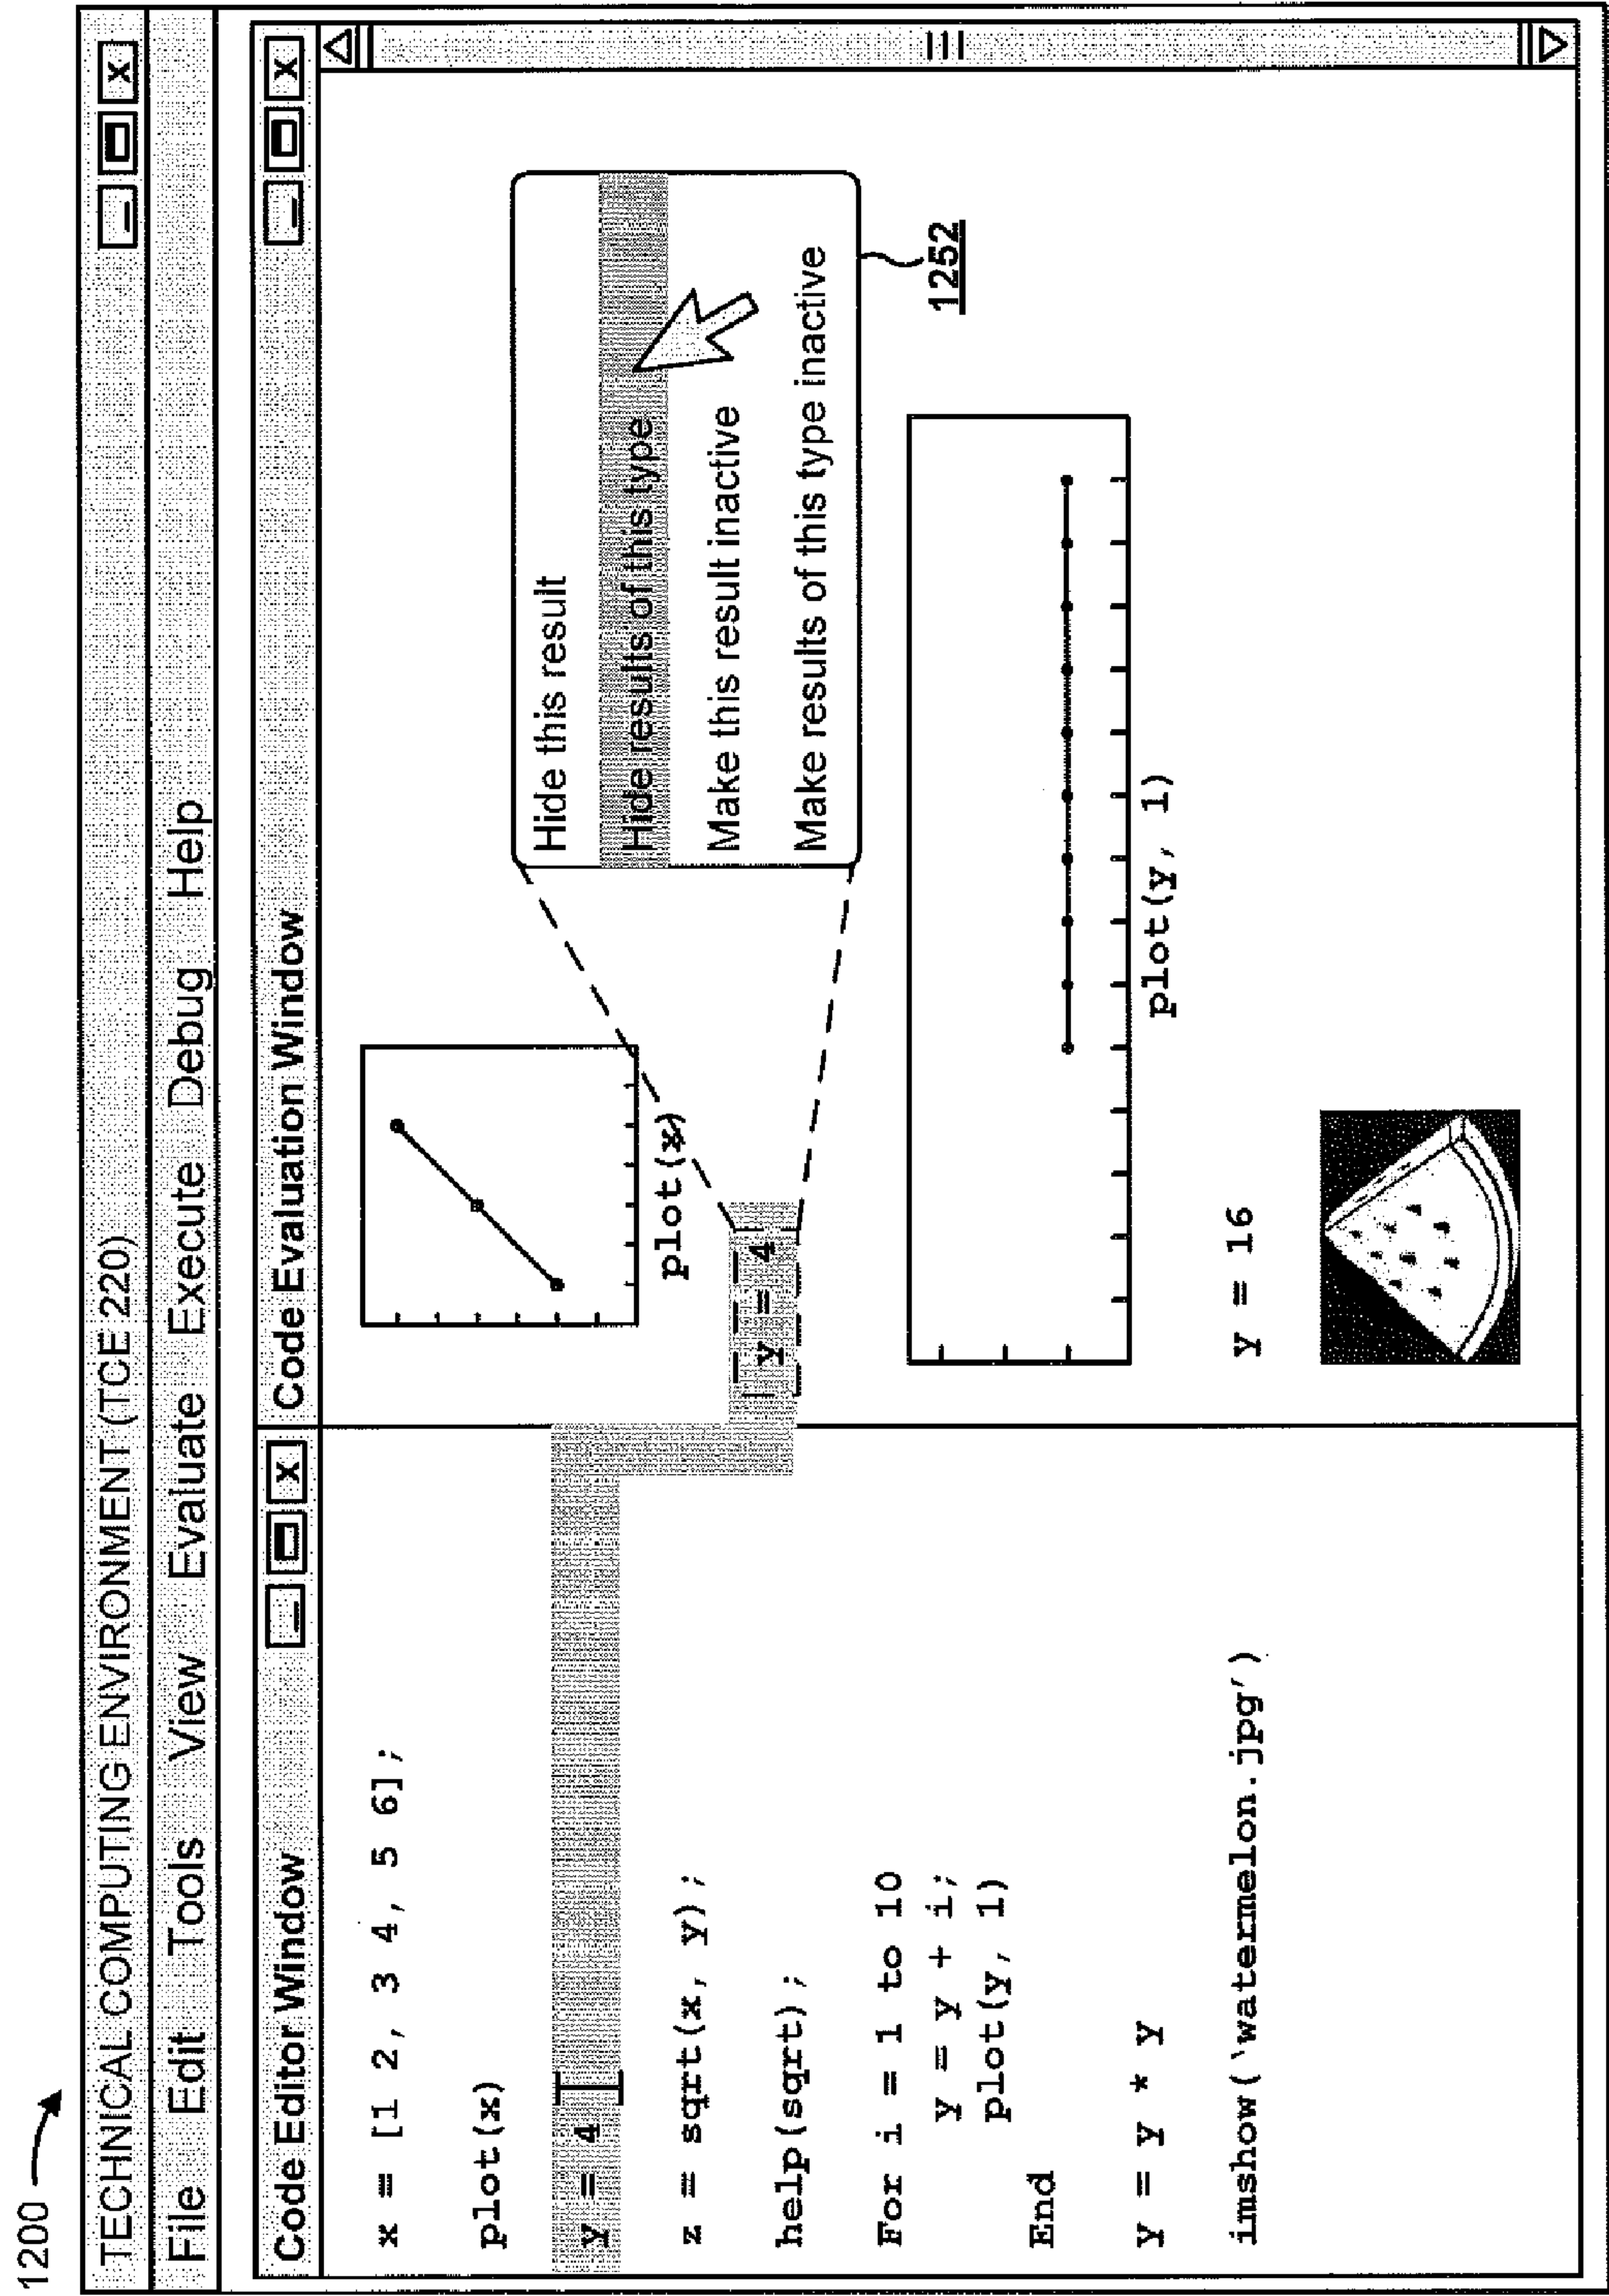 1200
TECHNICAL COMPUTING ENVIRONMENT (TCE 220)
File Edit Tools View Evaluate Execute Debug Help
Code Editor Window
x = [1 2, 3 4, 5 6];
plot(x)
y = 4
z = sqrt(x, y);
help(sqrt);
For i = 1 to 10
y = y + i;
plot(y, 1)
End
y = y * y
imshow('watermelon.jpg')
Code Evaluation Window
plot(x)
y = 4
Hide this result
Hide results of this type
Make this result inactive
Make results of this type inactive
1252
plot(y, 1)
y = 16